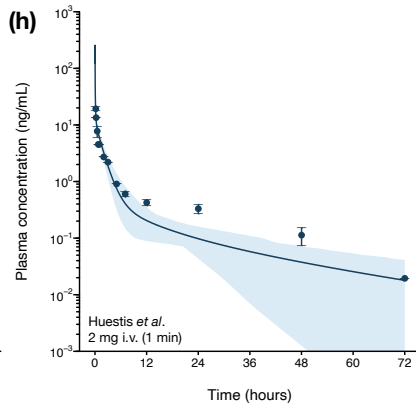 (h)
Plasma concentration (ng/mL)
10³
10²
10¹
10⁰
10⁻¹
10⁻²
10⁻³
Huestis et al.
2 mg i.v. (1 min)
0 12 24 36 48 60 72
Time (hours)